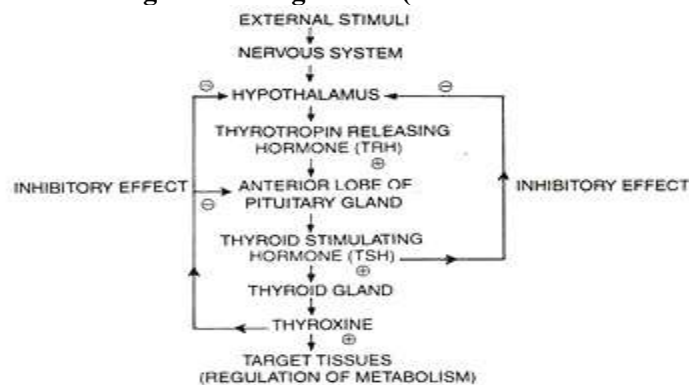 EXTERNAL STIMULI
NERVOUS SYSTEM
⊖
HYPOTHALAMUS
⊖
THYROTROPIN RELEASING
HORMONE (TRH)
⊕
INHIBITORY EFFECT
ANTERIOR LOBE OF
PITUITARY GLAND
⊖
INHIBITORY EFFECT
THYROID STIMULATING
HORMONE (TSH)
⊕
THYROID GLAND
THYROXINE
⊕
TARGET TISSUES
(REGULATION OF METABOLISM)